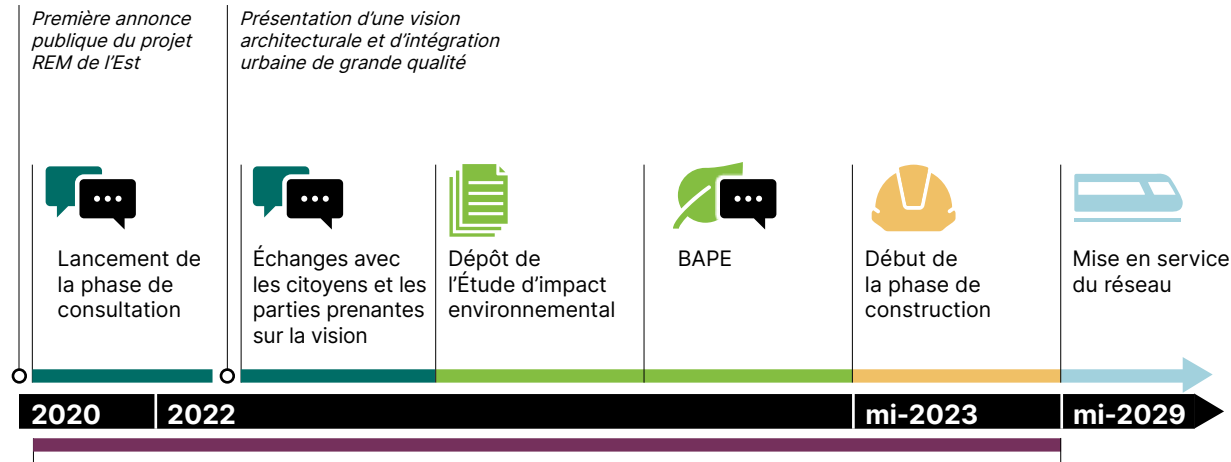 Première annonce
publique du projet
REM de l'Est
Présentation d'une vision
architecturale et d'intégration
urbaine de grande qualité
Lancement de
la phase de
consultation
Échanges avec
les citoyens et les
parties prenantes
sur la vision
Dépôt de
l'Étude d'impact
environnemental
BAPE
Début de
la phase de
construction
Mise en service
du réseau
2020
2022
mi-2023
mi-2029